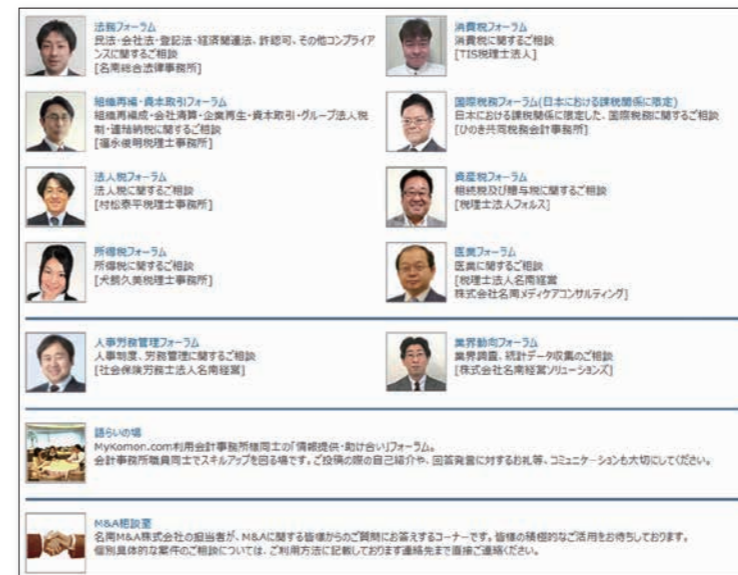 法務フォーラム
民法・会社法・登記法・経済関連法、許認可、その他コンプライア
ンスに関するご相談
[名南総合法律事務所]
消費税フォーラム
消費税に関するご相談
[TIS税理士法人]
組織再編・資本取引フォーラム
組織再編成・会社清算・企業再生・資本取引・グループ法人税
制・連結納税に関するご相談
[福永俊明税理士事務所]
国際税務フォーラム(日本における課税関係に限定)
日本における課税関係に限定した、国際税務に関するご相談
[ひのき共同税務会計事務所]
法人税フォーラム
法人税に関するご相談
[村松泰平税理士事務所]
資産税フォーラム
相続税及び贈与税に関するご相談
[税理士法人フォルス]
所得税フォーラム
所得税に関するご相談
[犬飼久美税理士事務所]
医業フォーラム
医業に関するご相談
[税理士法人名南経営
株式会社名南メディケアコンサルティング]
人事労務管理フォーラム
人事制度、労務管理に関するご相談
[社会保険労務士法人名南経営]
業界動向フォーラム
業界調査、統計データ収集のご相談
[株式会社名南経営ソリューションズ]
語らいの場
MyKomon.com利用会計事務所様同士の「情報提供・助け合い」フォーラム。
会計事務所職員同士でスキルアップを図る場です。ご投稿の際の自己紹介や、回答発言に対するお礼等、コミュニケーションも大切にしてください。
M&A相談室
名南M&A株式会社の担当者が、M&Aに関する皆様からのご質問にお答えするコーナーです。皆様の積極的なご活用をお待ちしております。
個別具体的な案件のご相談については、ご利用方法に記載しております連絡先まで直接ご連絡ください。